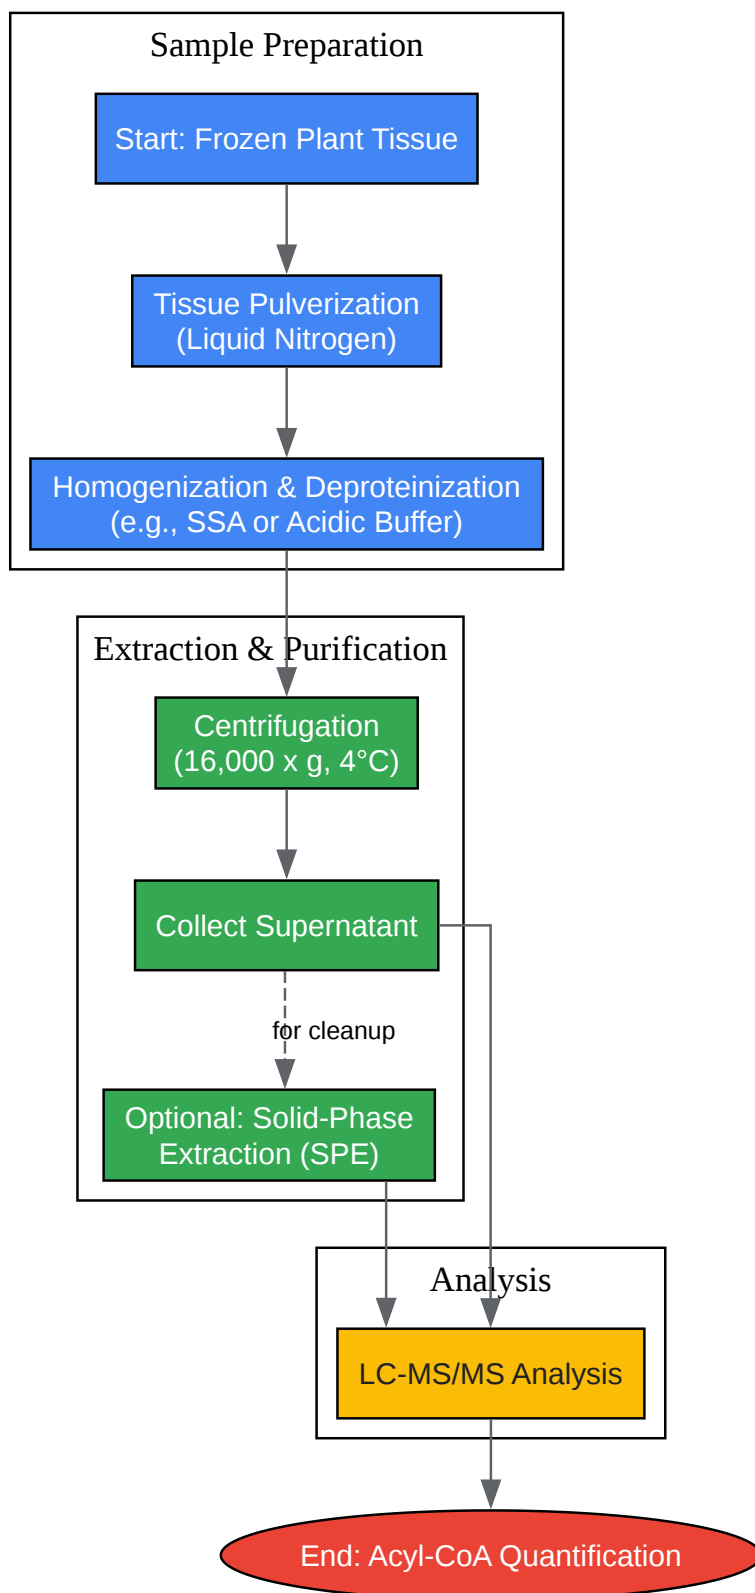 Sample Preparation
Start: Frozen Plant Tissue
Tissue Pulverization
(Liquid Nitrogen)
Homogenization & Deproteinization
(e.g., SSA or Acidic Buffer)
Extraction & Purification
Centrifugation
(16,000 x g, 4°C)
Collect Supernatant
for cleanup
Optional: Solid-Phase
Extraction (SPE)
Analysis
LC-MS/MS Analysis
End: Acyl-CoA Quantification